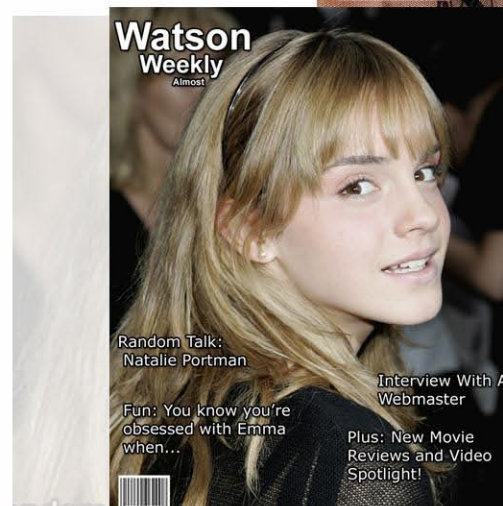 Watson
Weekly
Almost
Random Talk:
Natalie Portman
Fun: You know you're
obsessed with Emma
when...
Interview With A
Webmaster
Plus: New Movie
Reviews and Video
Spotlight!